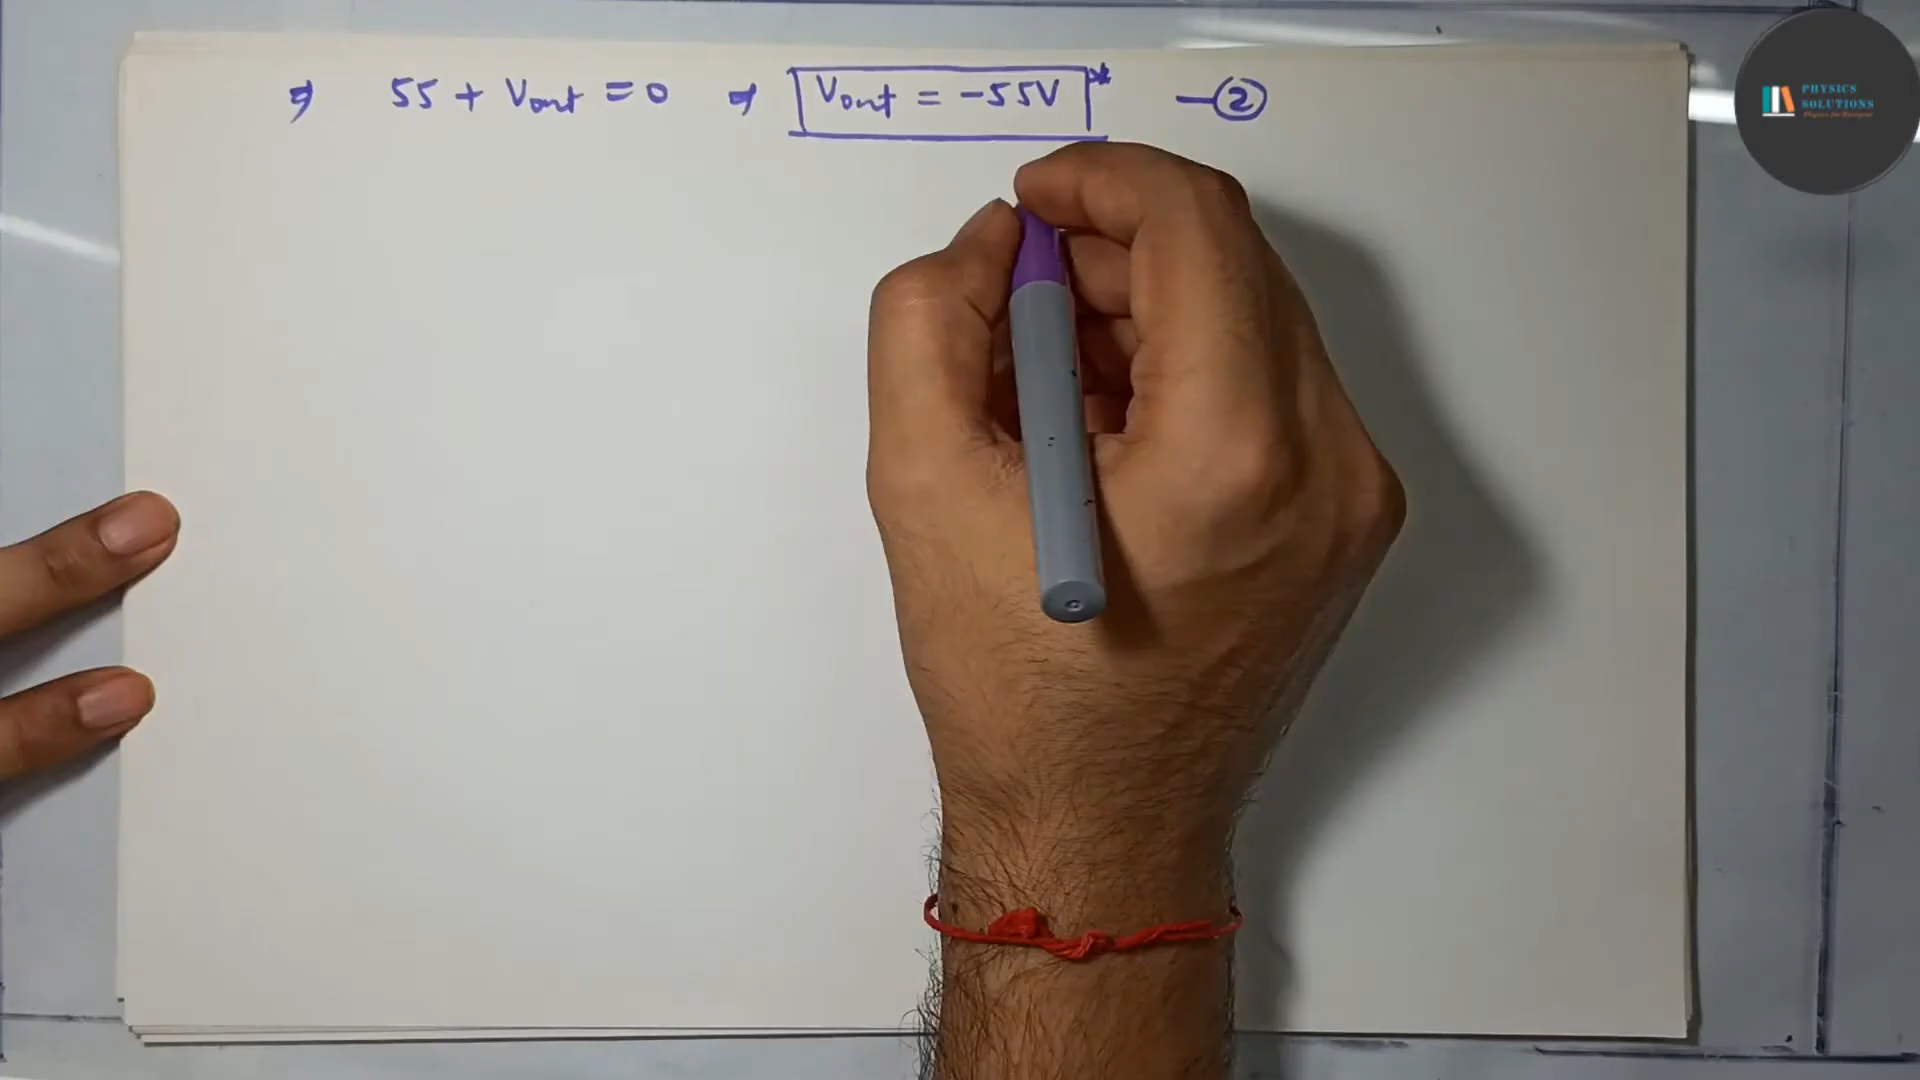 ⇒ 55 + Vout = 0 ⇒ Vout = -55V —②
PHYSICS
SOLUTIONS